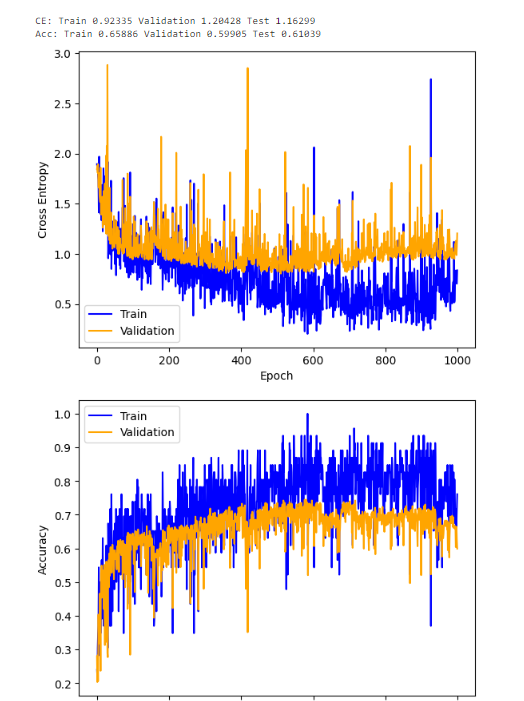 CE: Train 0.92335 Validation 1.20428 Test 1.16299
Acc: Train 0.65886 Validation 0.59905 Test 0.61039
3.0
2.5
2.0
1.5
1.0
0.5
Cross Entropy
Train
Validation
0 200 400 600 800 1000
Epoch
1.0
0.9
0.8
0.7
0.6
0.5
0.4
0.3
0.2
Accuracy
Train
Validation